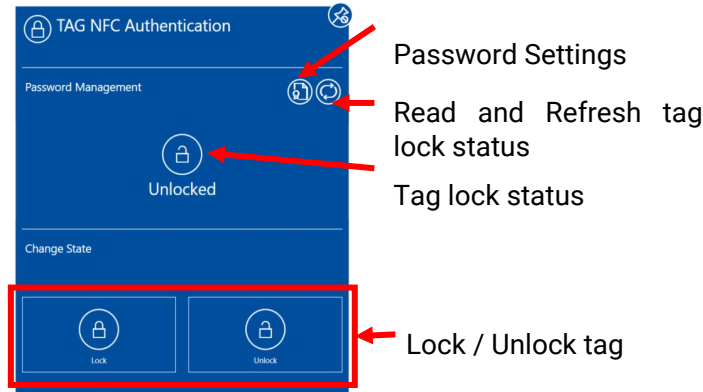 TAG NFC Authentication
Password Settings
Password Management
Read and Refresh tag
lock status
Unlocked
Tag lock status
Change State
Lock
Unlock
Lock / Unlock tag